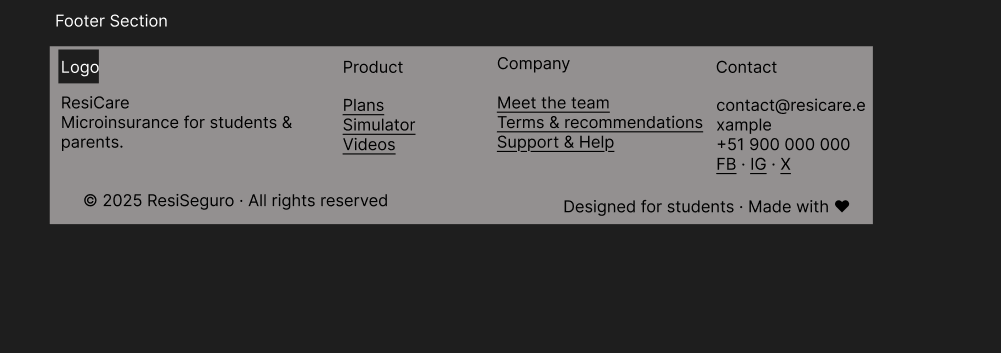 Footer Section
Logo
ResiCare
Microinsurance for students &
parents.
Product
Plans
Simulator
Videos
Company
Meet the team
Terms & recommendations
Support & Help
Contact
contact@resicare.e
xample
+51 900 000 000
FB · IG · X
© 2025 ResiSeguro · All rights reserved
Designed for students · Made with ♥